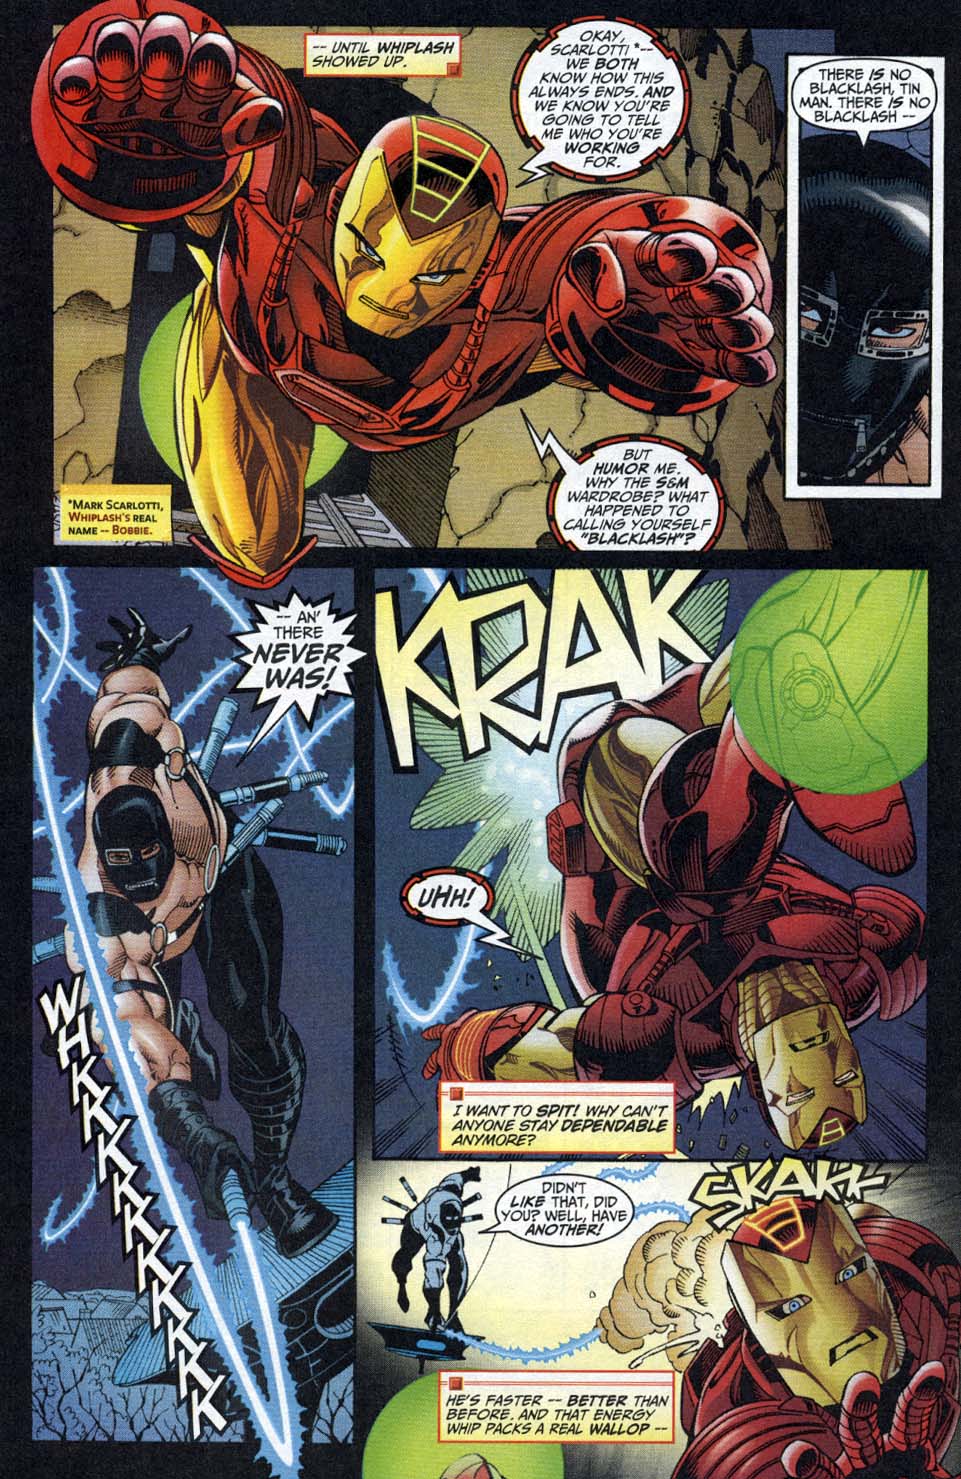 -- UNTIL WHIPLASH
SHOWED UP.
OKAY,
SCARLOTTI *--
WE BOTH
KNOW HOW THIS
ALWAYS ENDS. AND
WE KNOW YOU'RE
GOING TO TELL
ME WHO YOU'RE
WORKING
FOR.
BUT
HUMOR ME.
WHY THE S&M
WARDROBE? WHAT
HAPPENED TO
CALLING YOURSELF
"BLACKLASH"?
*MARK SCARLOTTI,
WHIPLASH'S REAL
NAME -- BOBBIE.
THERE IS NO
BLACKLASH, TIN
MAN. THERE IS NO
BLACKLASH --
-- AN'
THERE
NEVER
WAS!
WHKKKKKKKKK
KRAK
UHH!
I WANT TO SPIT! WHY CAN'T
ANYONE STAY DEPENDABLE
ANYMORE?
DIDN'T
LIKE THAT, DID
YOU? WELL, HAVE
ANOTHER!
SKAKK
HE'S FASTER -- BETTER THAN
BEFORE. AND THAT ENERGY
WHIP PACKS A REAL WALLOP --